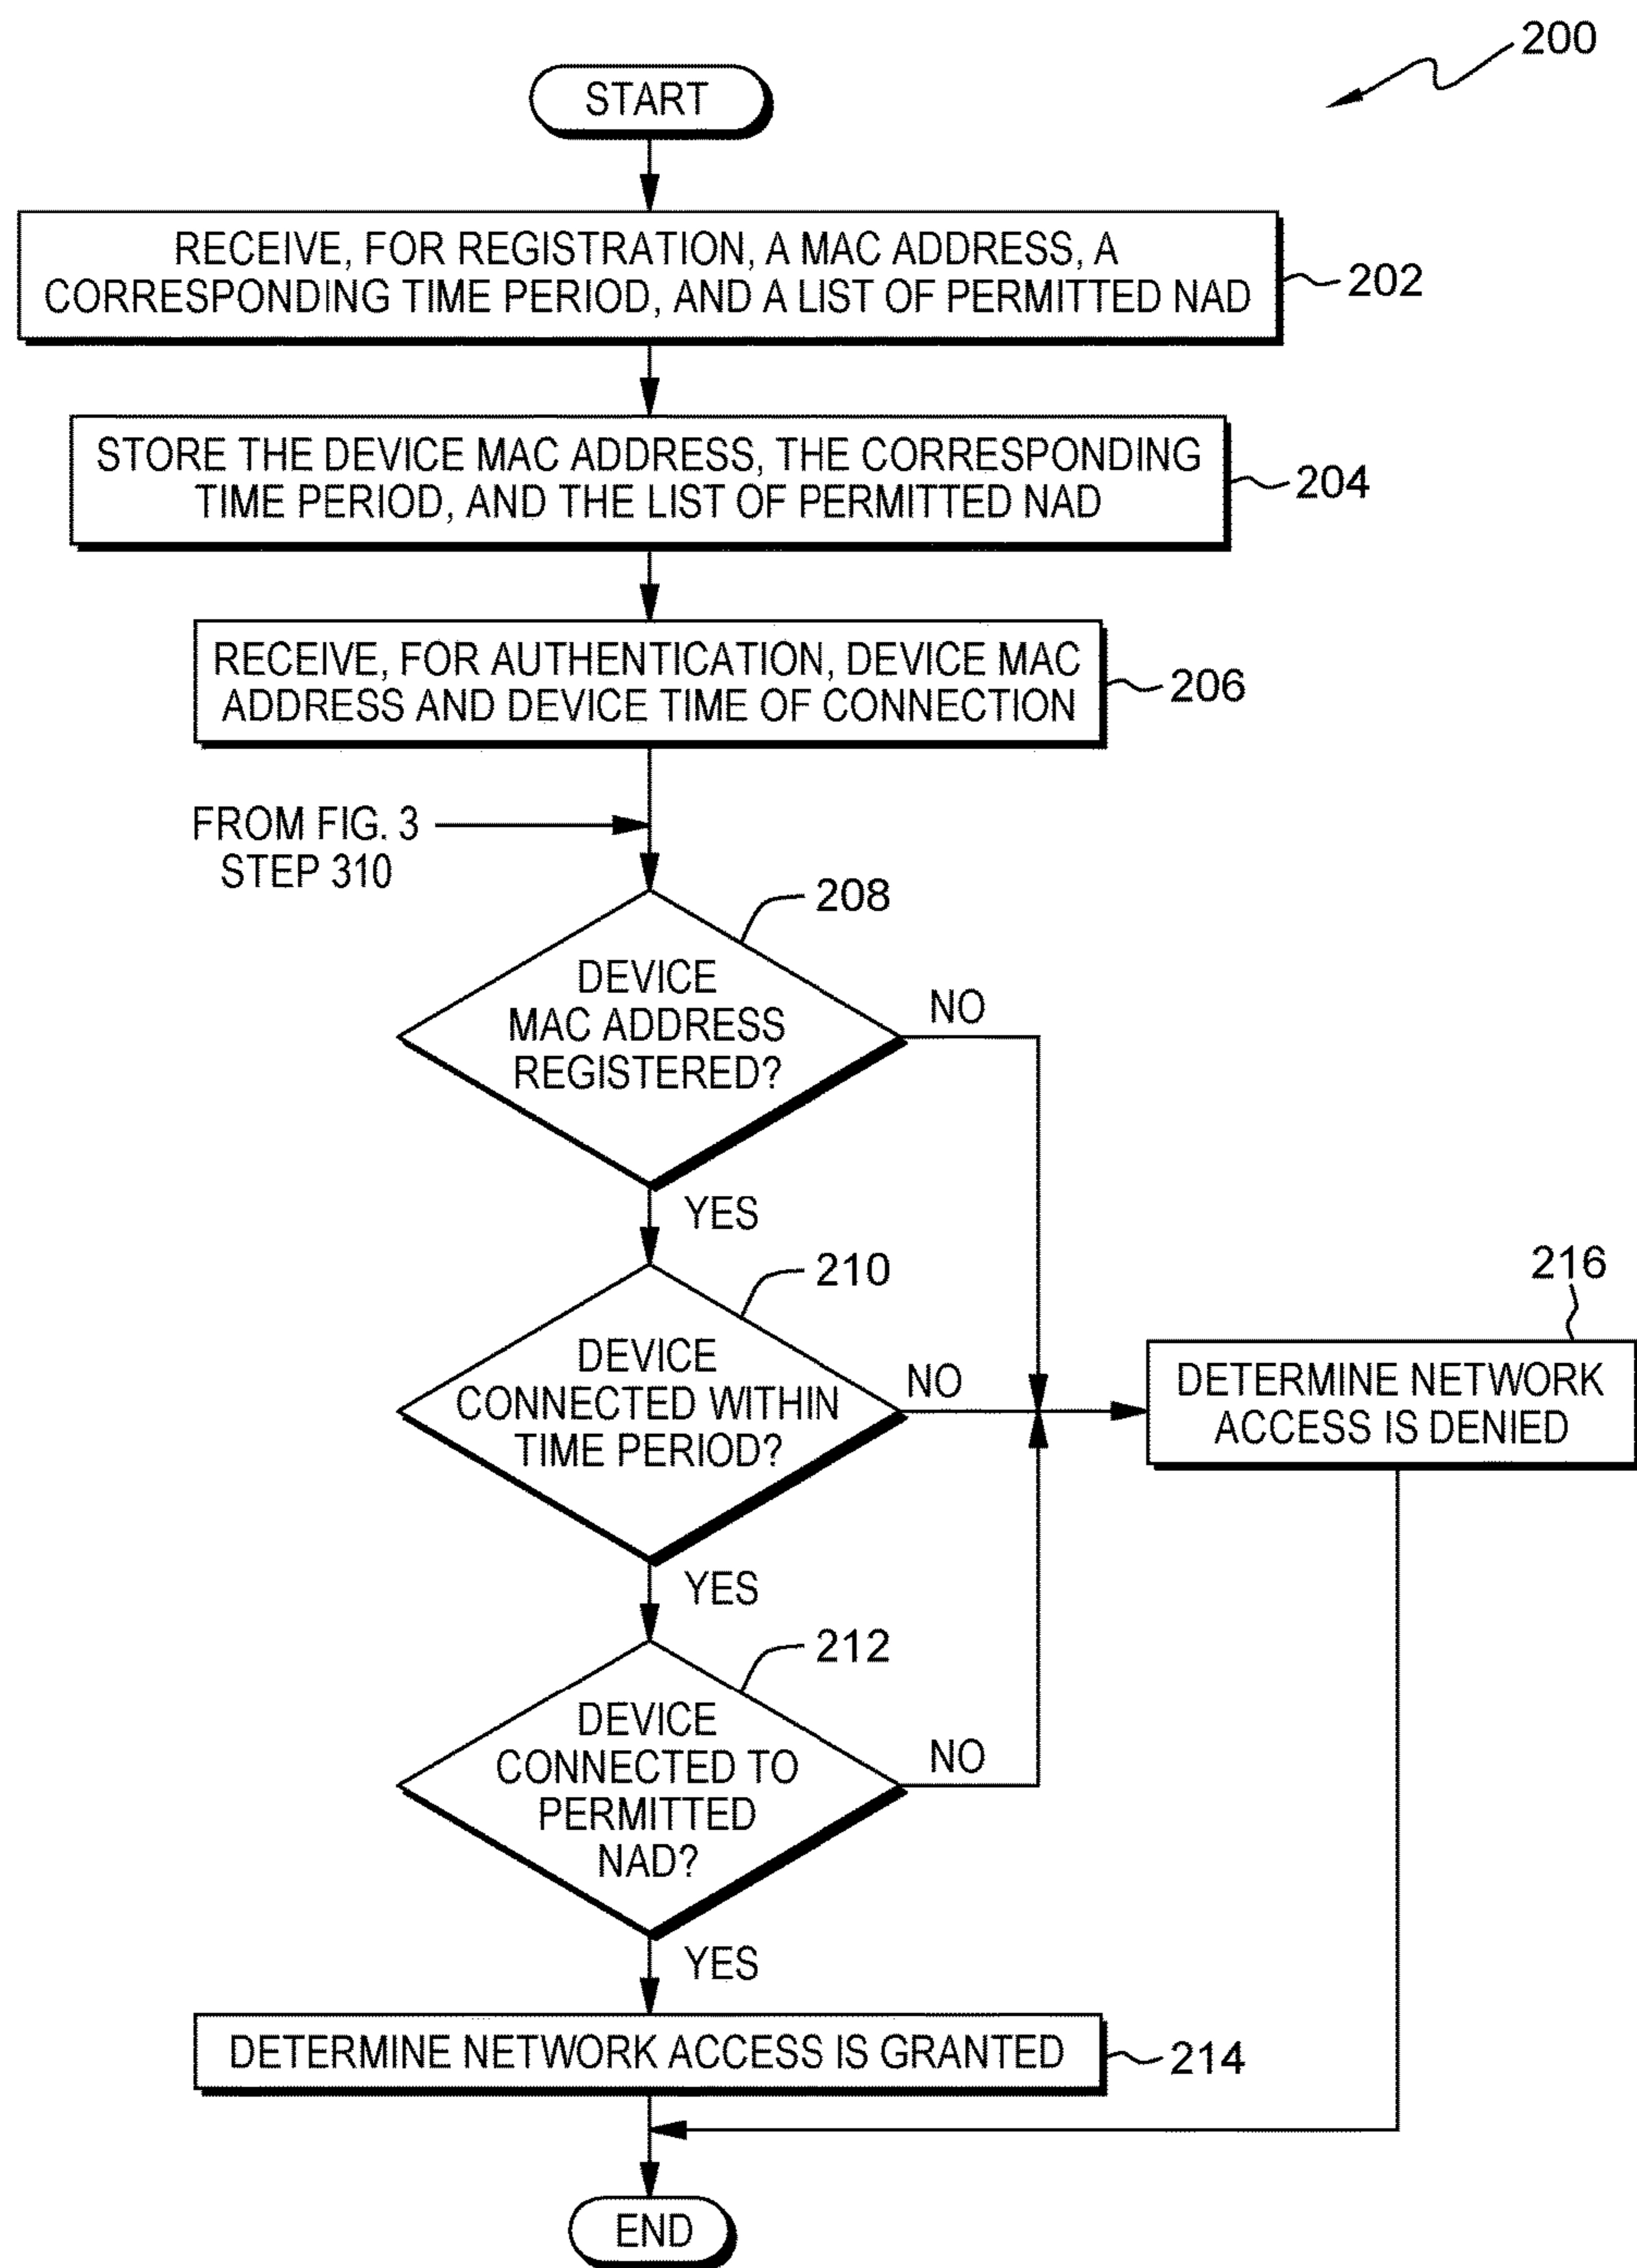 200
START
RECEIVE, FOR REGISTRATION, A MAC ADDRESS, A
CORRESPONDING TIME PERIOD, AND A LIST OF PERMITTED NAD
202
STORE THE DEVICE MAC ADDRESS, THE CORRESPONDING
TIME PERIOD, AND THE LIST OF PERMITTED NAD
204
RECEIVE, FOR AUTHENTICATION, DEVICE MAC
ADDRESS AND DEVICE TIME OF CONNECTION
206
FROM FIG. 3
STEP 310
208
DEVICE
MAC ADDRESS
REGISTERED?
NO
YES
210
DEVICE
CONNECTED WITHIN
TIME PERIOD?
NO
216
DETERMINE NETWORK
ACCESS IS DENIED
YES
212
DEVICE
CONNECTED TO
PERMITTED
NAD?
NO
YES
DETERMINE NETWORK ACCESS IS GRANTED
214
END